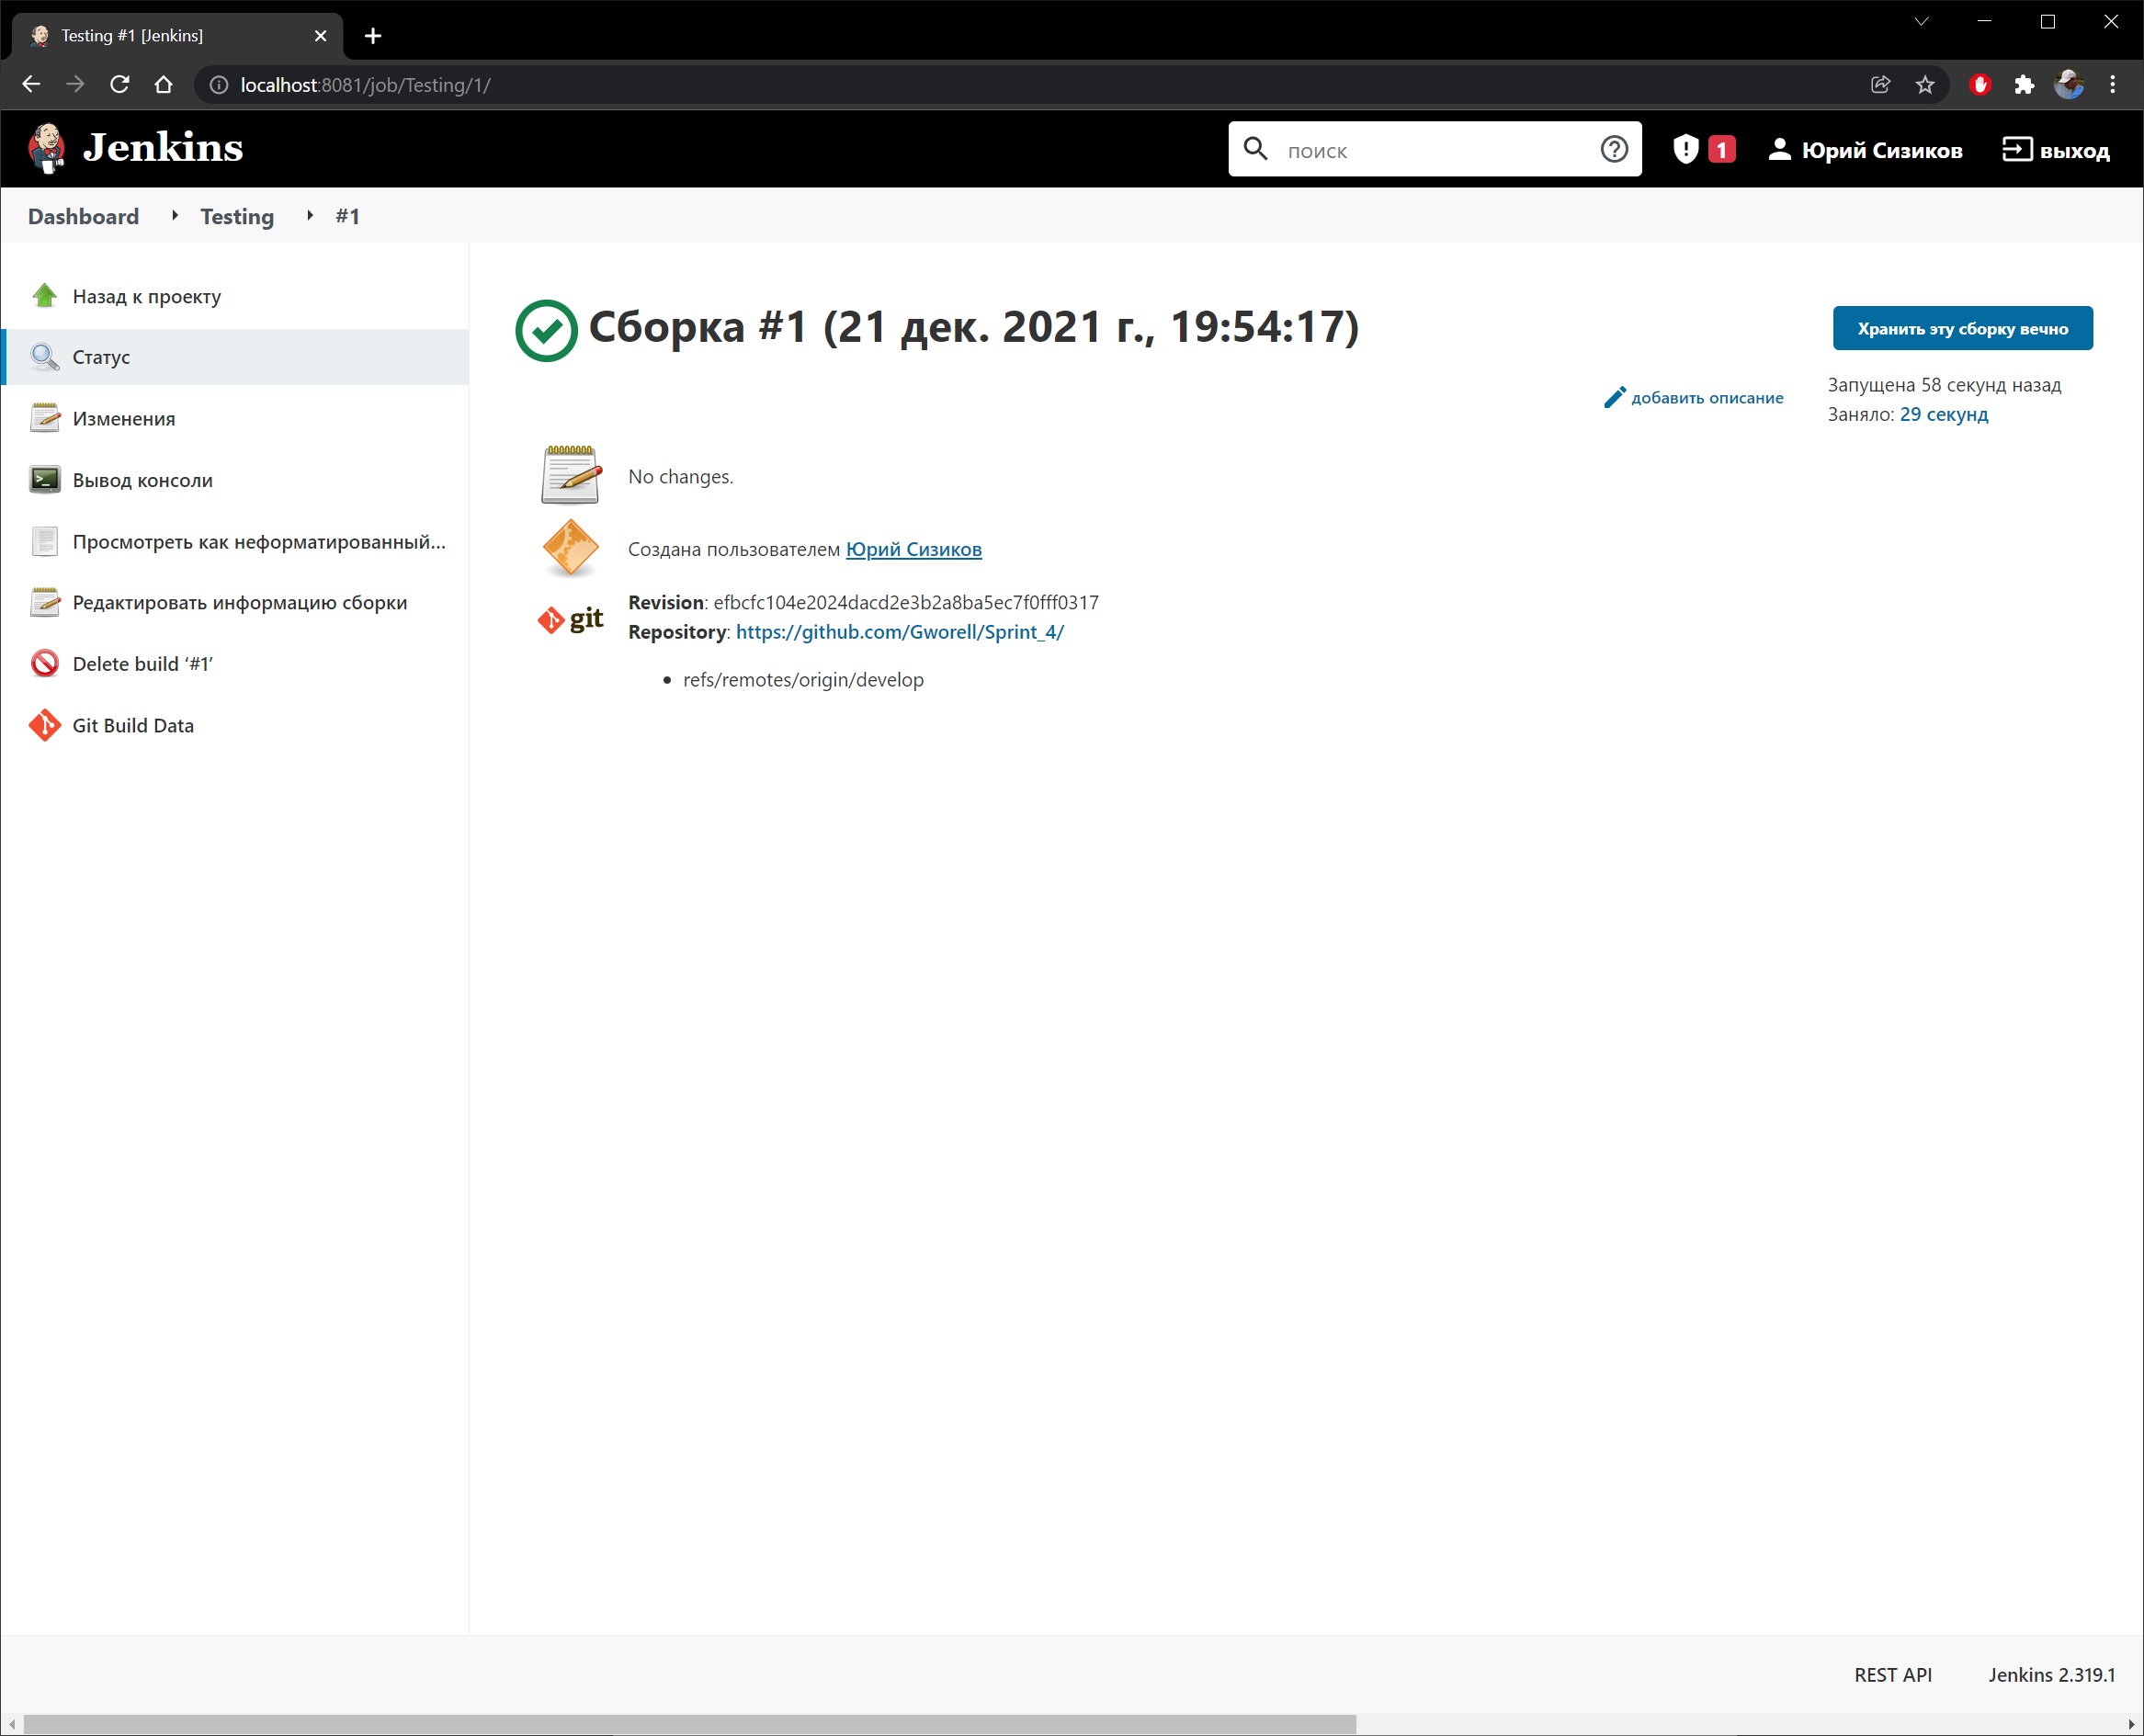 Testing #1 [Jenkins]
localhost:8081/job/Testing/1/
Jenkins
поиск
1
Юрий Сизиков
выход
Dashboard
Testing
#1
Назад к проекту
Статус
Изменения
Вывод консоли
Просмотреть как неформатированный...
Редактировать информацию сборки
Delete build ‘#1’
Git Build Data
Сборка #1 (21 дек. 2021 г., 19:54:17)
Хранить эту сборку вечно
добавить описание
Запущена 58 секунд назад
Заняло: 29 секунд
No changes.
Создана пользователем Юрий Сизиков
git
Revision: efbcfc104e2024dacd2e3b2a8ba5ec7f0fff0317
Repository: https://github.com/Gworell/Sprint_4/
refs/remotes/origin/develop
REST API
Jenkins 2.319.1